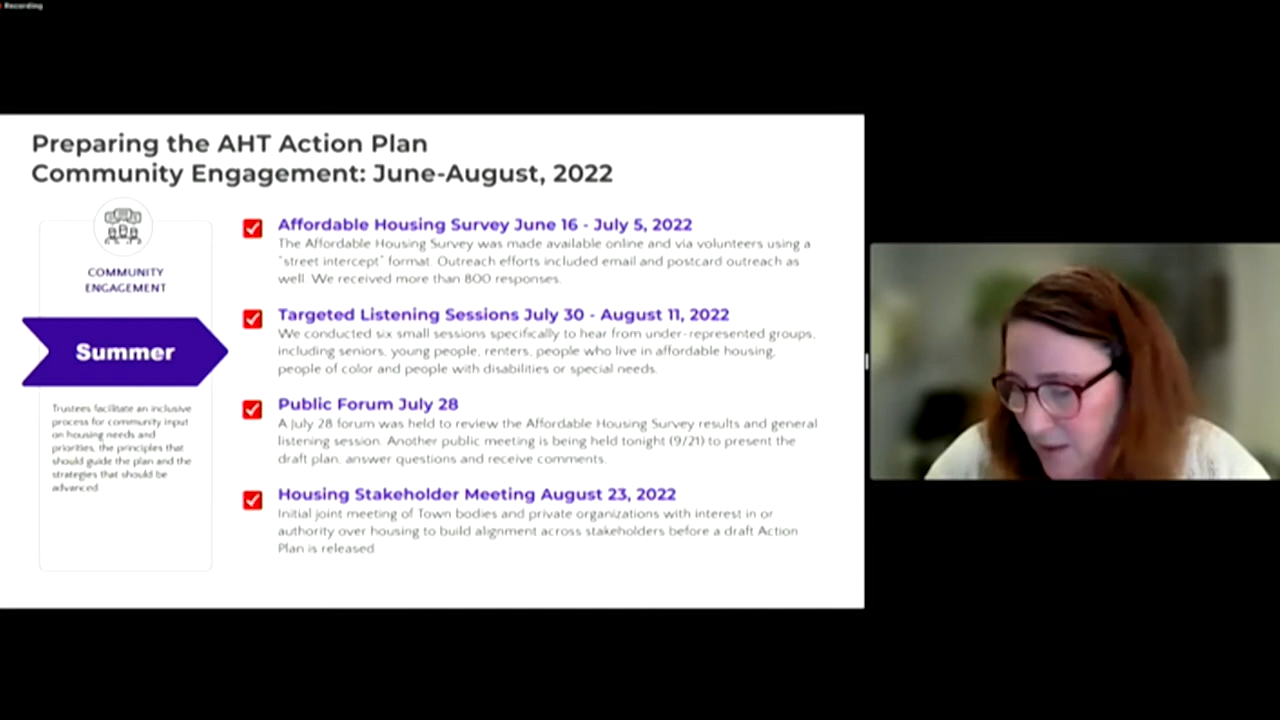 Recording
Preparing the AHT Action Plan
Community Engagement: June-August, 2022
COMMUNITY
ENGAGEMENT
Summer
Trustees facilitate an inclusive
process for community input
on housing needs and
priorities, the principles that
should guide the plan and the
strategies that should be
advanced
Affordable Housing Survey June 16 - July 5, 2022
The Affordable Housing Survey was made available online and via volunteers using a
"street intercept" format. Outreach efforts included email and postcard outreach as
well. We received more than 800 responses.
Targeted Listening Sessions July 30 - August 11, 2022
We conducted six small sessions specifically to hear from under-represented groups,
including seniors, young people, renters, people who live in affordable housing,
people of color and people with disabilities or special needs.
Public Forum July 28
A July 28 forum was held to review the Affordable Housing Survey results and general
listening session. Another public meeting is being held tonight (9/21) to present the
draft plan, answer questions and receive comments.
Housing Stakeholder Meeting August 23, 2022
Initial joint meeting of Town bodies and private organizations with interest in or
authority over housing to build alignment across stakeholders before a draft Action
Plan is released